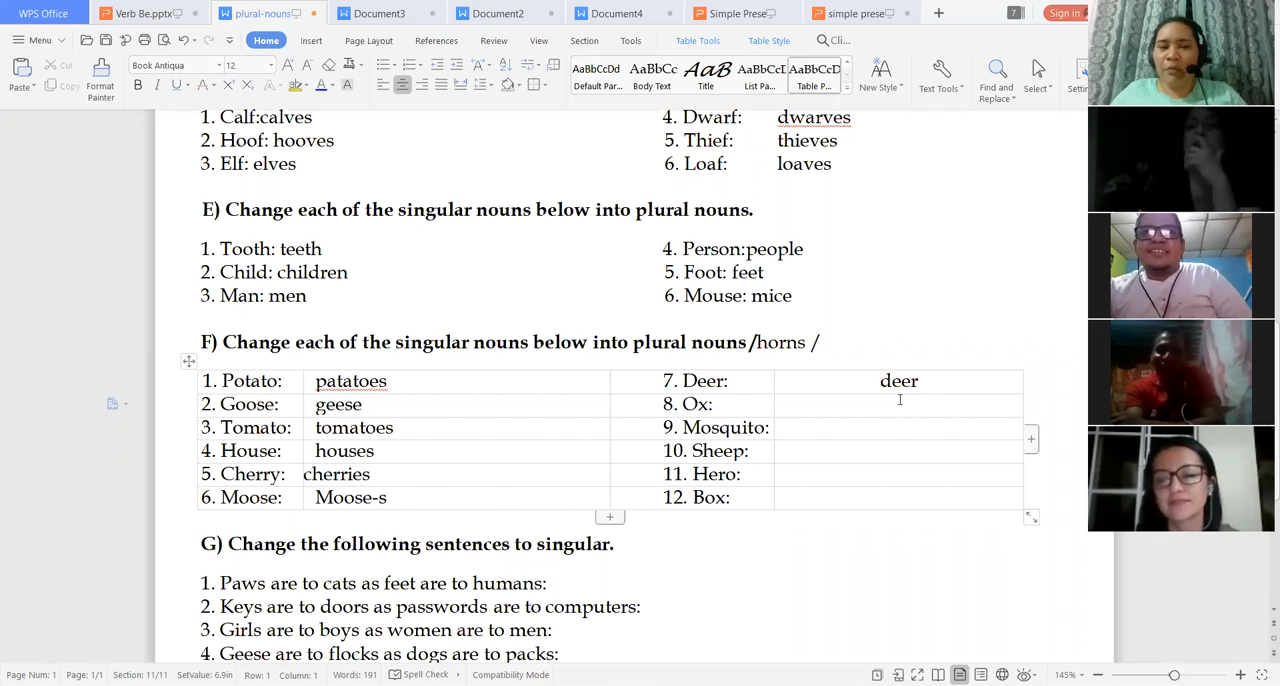 WPS Office Verb Be.pptx plural-nouns Document3 Document2 Document4 Simple Prese simple prese + 7 Sign in
Menu Home Insert Page Layout References Review View Section Tools Table Tools Table Style Cli...
Paste Cut Copy Format Painter Book Antiqua 12 B I U A X² X₂ A ab A A
AaBbCcDd AaBbCc AaB AaBbCcI AaBbCcD
Default Par... Body Text Title List Pa... Table P... New Style Text Tools Find and Replace Select Settin
1. Calf:calves 4. Dwarf: dwarves
2. Hoof: hooves 5. Thief: thieves
3. Elf: elves 6. Loaf: loaves
E) Change each of the singular nouns below into plural nouns.
1. Tooth: teeth 4. Person:people
2. Child: children 5. Foot: feet
3. Man: men 6. Mouse: mice
F) Change each of the singular nouns below into plural nouns /horns /
1. Potato: patatoes 7. Deer: deer
2. Goose: geese 8. Ox:
3. Tomato: tomatoes 9. Mosquito:
4. House: houses 10. Sheep:
5. Cherry: cherries 11. Hero:
6. Moose: Moose-s 12. Box:
G) Change the following sentences to singular.
1. Paws are to cats as feet are to humans:
2. Keys are to doors as passwords are to computers:
3. Girls are to boys as women are to men:
4. Geese are to flocks as dogs are to packs:
Page Num: 1 Page: 1/1 Section: 11/11 SetValue: 6.9in Row: 1 Column: 1 Words: 191 Spell Check Compatibility Mode 145%